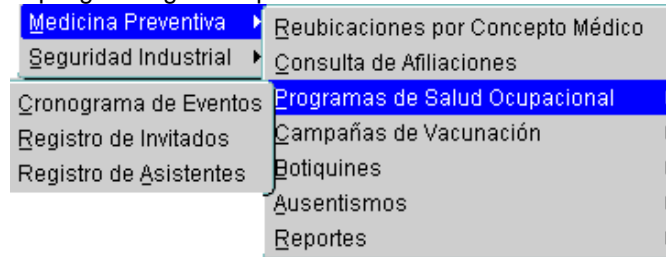 Medicina Preventiva
Seguridad Industrial
Reubicaciones por Concepto Médico
Consulta de Afiliaciones
Programas de Salud Ocupacional
Campañas de Vacunación
Botiquines
Ausentismos
Reportes
Cronograma de Eventos
Registro de Invitados
Registro de Asistentes